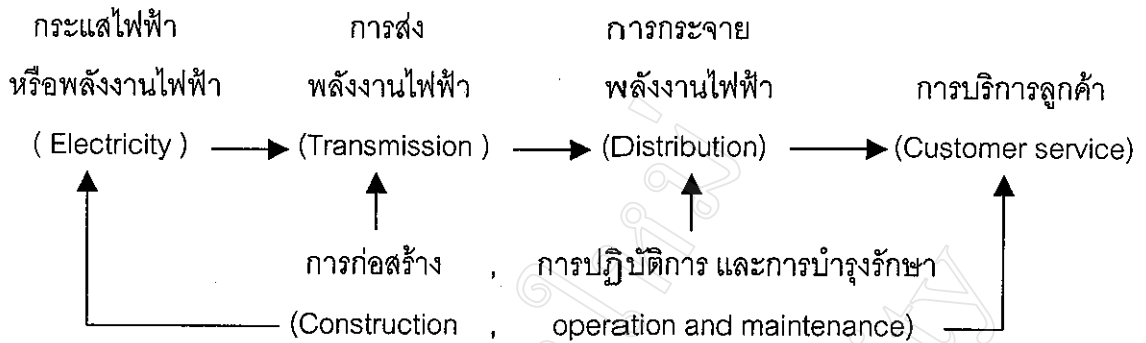 กระแสไฟฟ้า การส่ง การกระจาย
หรือพลังงานไฟฟ้า พลังงานไฟฟ้า พลังงานไฟฟ้า การบริการลูกค้า
( Electricity ) (Transmission ) (Distribution) (Customer service)
การก่อสร้าง , การปฏิบัติการ และการบำรุงรักษา
(Construction , operation and maintenance)